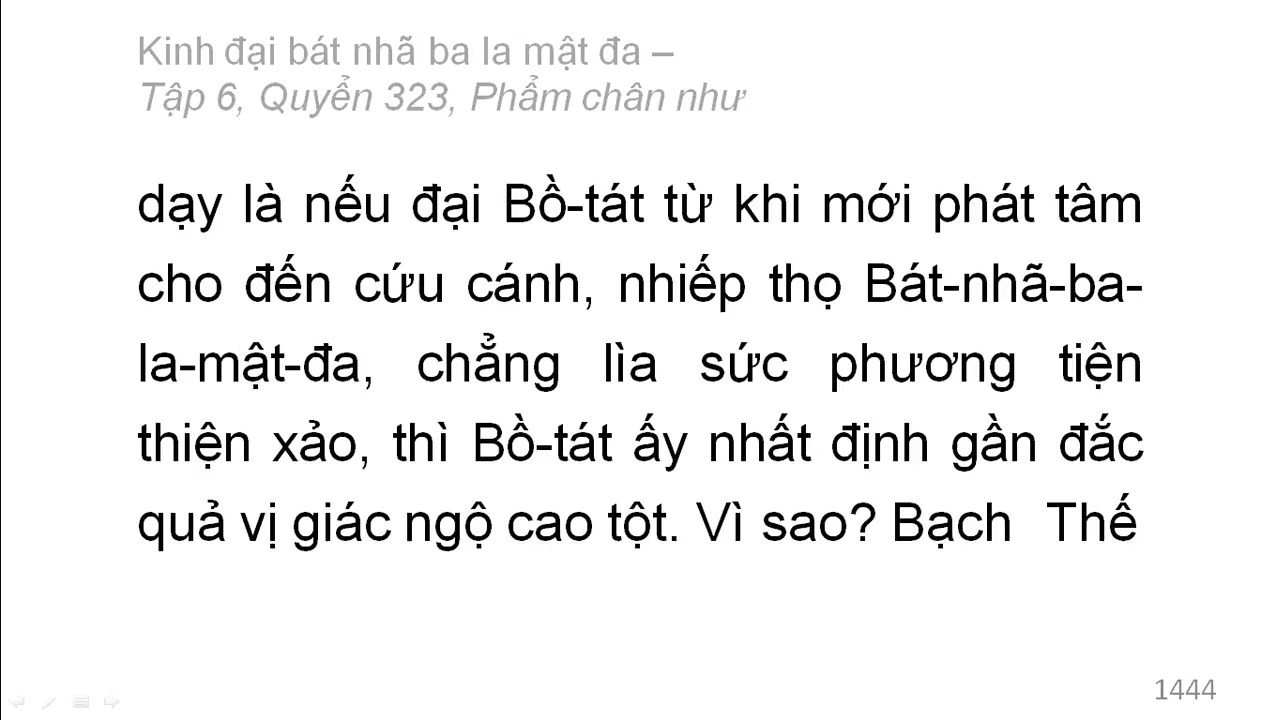 Kinh đại bát nhã ba la mật đa –
Tập 6, Quyển 323, Phẩm chân như
dạy là nếu đại Bồ-tát từ khi mới phát tâm
cho đến cứu cánh, nhiếp thọ Bát-nhã-ba-
la-mật-đa, chẳng lìa sức phương tiện
thiện xảo, thì Bồ-tát ấy nhất định gần đắc
quả vị giác ngộ cao tột. Vì sao? Bạch Thế
1444